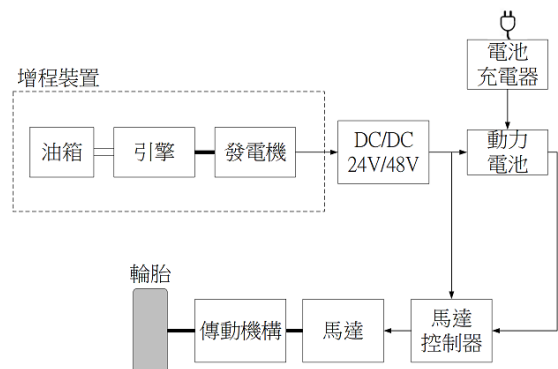 電池
充電器
增程裝置
油箱
引擎
發電機
DC/DC
24V/48V
動力
電池
輪胎
傳動機構
馬達
馬達
控制器